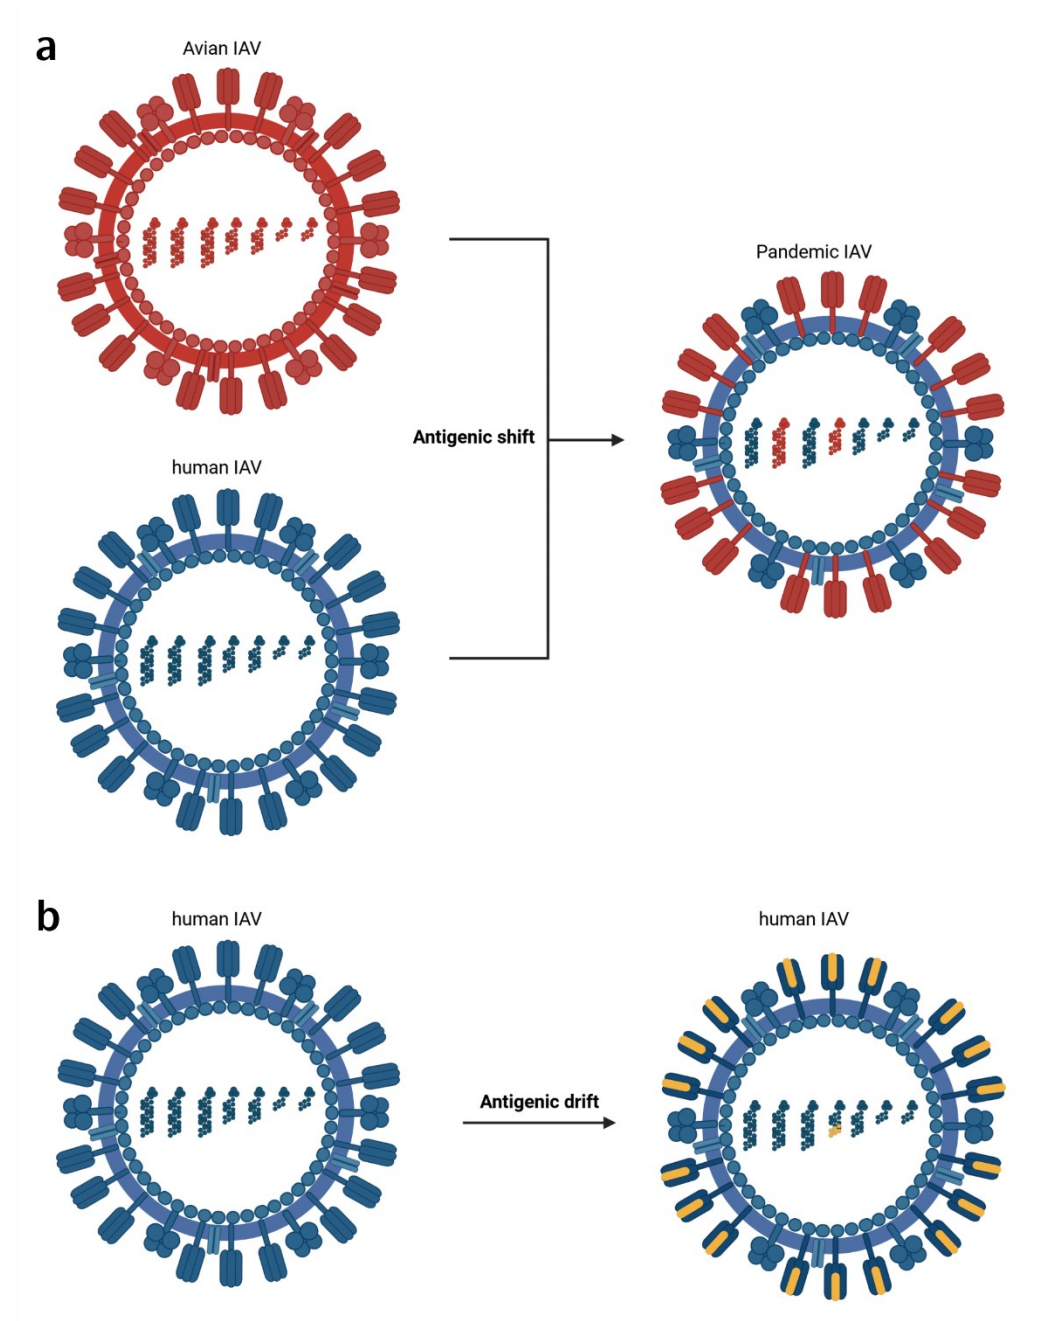 a
Avian IAV
Pandemic IAV
Antigenic shift
human IAV
b
human IAV
human IAV
Antigenic drift